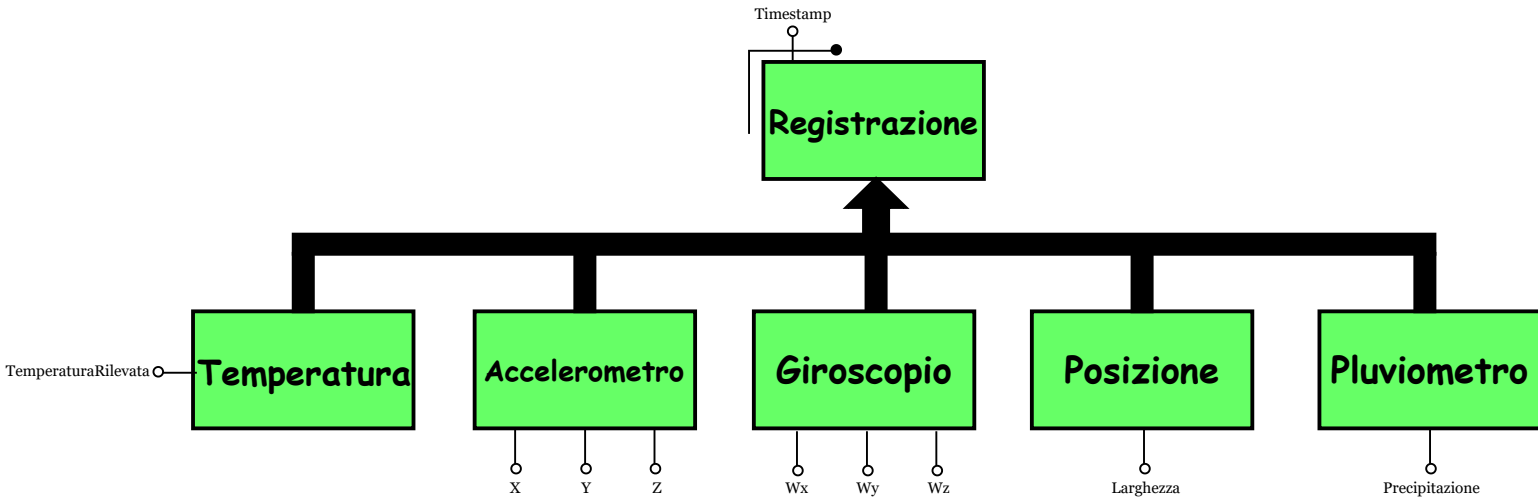 Timestamp
Registrazione
TemperaturaRilevata
Temperatura
Accelerometro
Giroscopio
Posizione
Pluviometro
X
Y
Z
Wx
Wy
Wz
Larghezza
Precipitazione